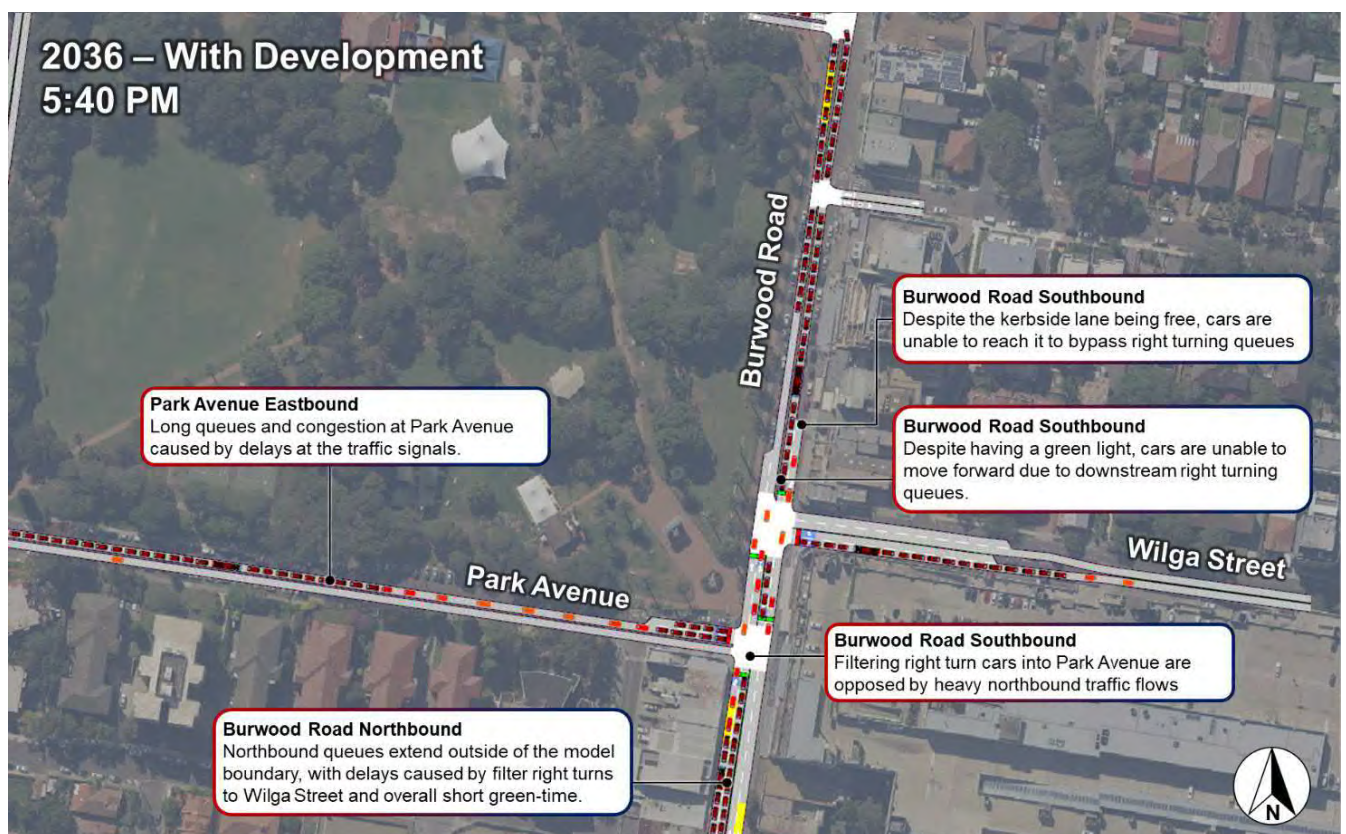 2036 – With Development
5:40 PM
Burwood Road
Burwood Road Southbound
Despite the kerbside lane being free, cars are
unable to reach it to bypass right turning queues
Park Avenue Eastbound
Long queues and congestion at Park Avenue
caused by delays at the traffic signals.
Burwood Road Southbound
Despite having a green light, cars are unable to
move forward due to downstream right turning
queues.
Wilga Street
Park Avenue
Burwood Road Southbound
Filtering right turn cars into Park Avenue are
opposed by heavy northbound traffic flows
Burwood Road Northbound
Northbound queues extend outside of the model
boundary, with delays caused by filter right turns
to Wilga Street and overall short green-time.
N